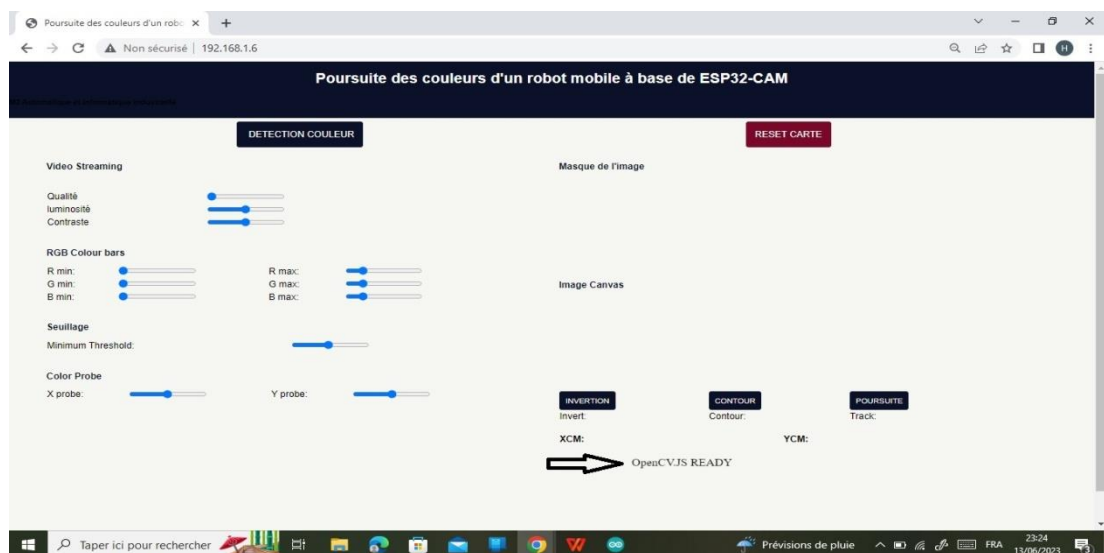 Poursuite des couleurs d'un robo
Non sécurisé | 192.168.1.6
H
Poursuite des couleurs d'un robot mobile à base de ESP32-CAM
DETECTION COULEUR
RESET CARTE
Video Streaming
Masque de l'image
Qualité
luminosité
Contraste
RGB Colour bars
R min:
R max:
G min:
G max:
Image Canvas
B min:
B max:
Seuillage
Minimum Threshold:
Color Probe
X probe:
Y probe:
INVERTION
CONTOUR
POURSUITE
Invert:
Contour:
Track:
XCM:
YCM:
OpenCV.JS READY
Taper ici pour rechercher
Prévisions de pluie
FRA
23:24
13/06/2023